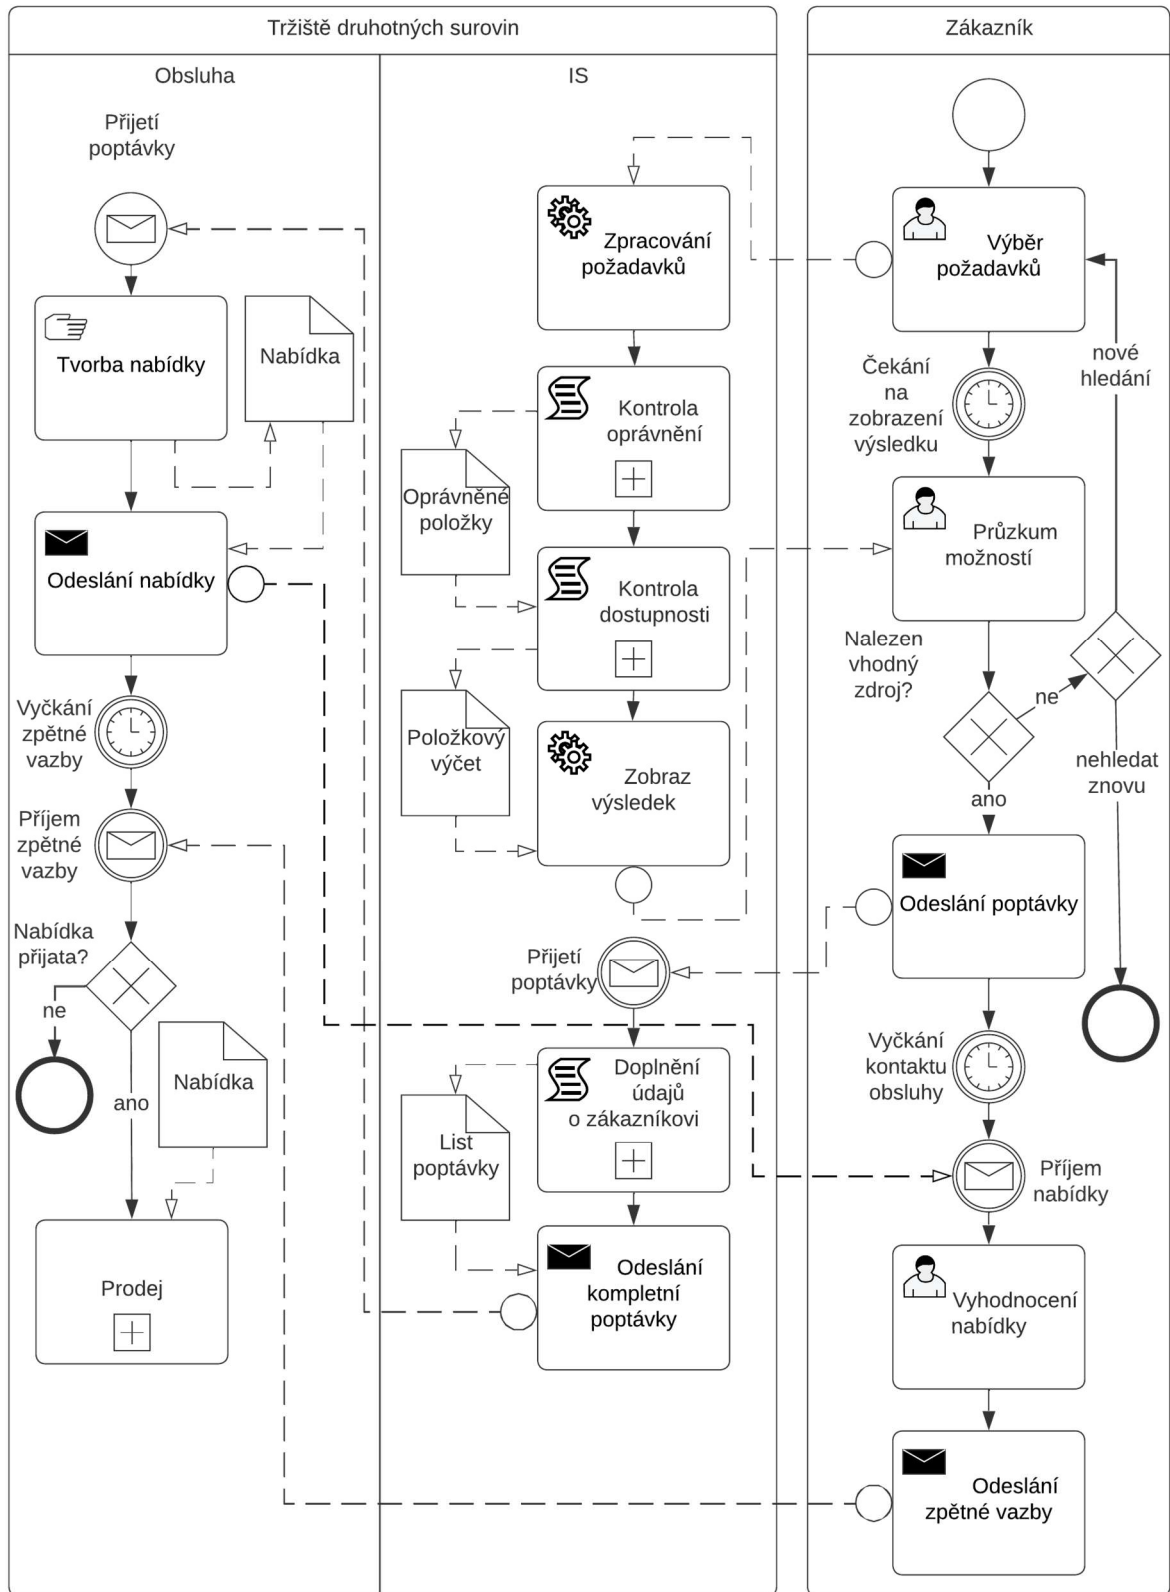 Tržiště druhotných surovin
Obsluha
IS
Přijetí
poptávky
Tvorba nabídky
Nabídka
Odeslání nabídky
Vyčkání
zpětné
vazby
Příjem
zpětné
vazby
Nabídka
přijata?
ne
ano
Nabídka
Prodej
Zpracování
požadavků
Kontrola
oprávnění
Oprávněné
položky
Kontrola
dostupnosti
Položkový
výčet
Zobraz
výsledek
Přijetí
poptávky
Doplnění
údajů
o zákazníkovi
List
poptávky
Odeslání
kompletní
poptávky
Zákazník
Výběr
požadavků
nové
hledání
Čekání
na
zobrazení
výsledku
Průzkum
možností
Nalezen
vhodný
zdroj?
ne
ano
nehledat
znovu
Odeslání poptávky
Vyčkání
kontaktu
obsluhy
Příjem
nabídky
Vyhodnocení
nabídky
Odeslání
zpětné vazby